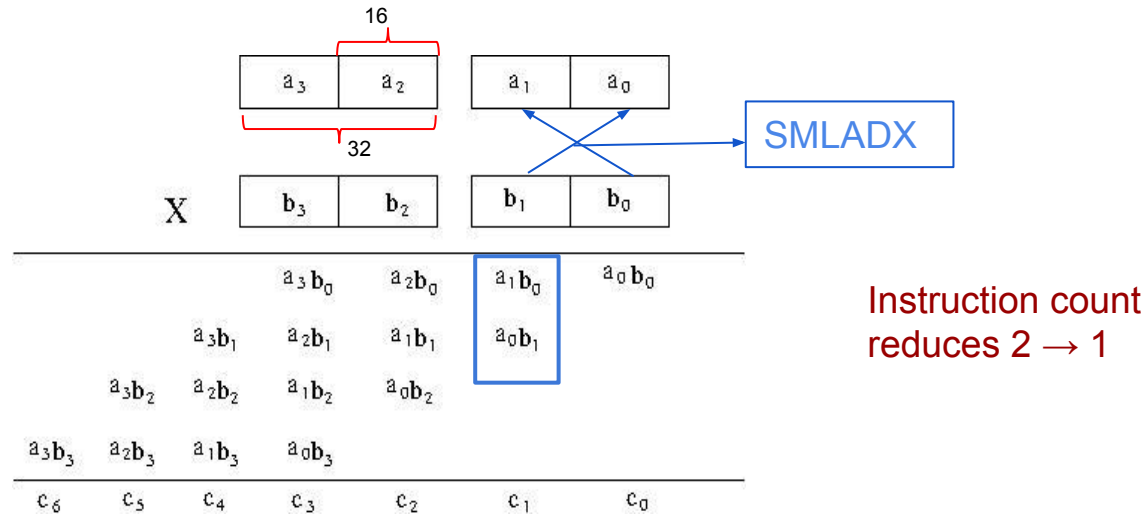 16
a₃ a₂ a₁ a₀
SMLADX
32
X b₃ b₂ b₁ b₀
a₃b₀ a₂b₀ a₁b₀ a₀b₀
Instruction count
reduces 2 → 1
a₃b₁ a₂b₁ a₁b₁ a₀b₁
a₃b₂ a₂b₂ a₁b₂ a₀b₂
a₃b₃ a₂b₃ a₁b₃ a₀b₃
c₆ c₅ c₄ c₃ c₂ c₁ c₀